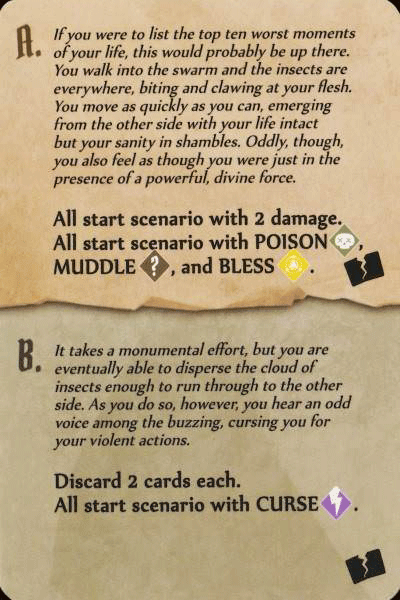 A. If you were to list the top ten worst moments
of your life, this would probably be up there.
You walk into the swarm and the insects are
everywhere, biting and clawing at your flesh.
You move as quickly as you can, emerging
from the other side with your life intact
but your sanity in shambles. Oddly, though,
you also feel as though you were just in the
presence of a powerful, divine force.
All start scenario with 2 damage.
All start scenario with POISON ,
MUDDLE ? , and BLESS .
B. It takes a monumental effort, but you are
eventually able to disperse the cloud of
insects enough to run through to the other
side. As you do so, however, you hear an odd
voice among the buzzing, cursing you for
your violent actions.
Discard 2 cards each.
All start scenario with CURSE .